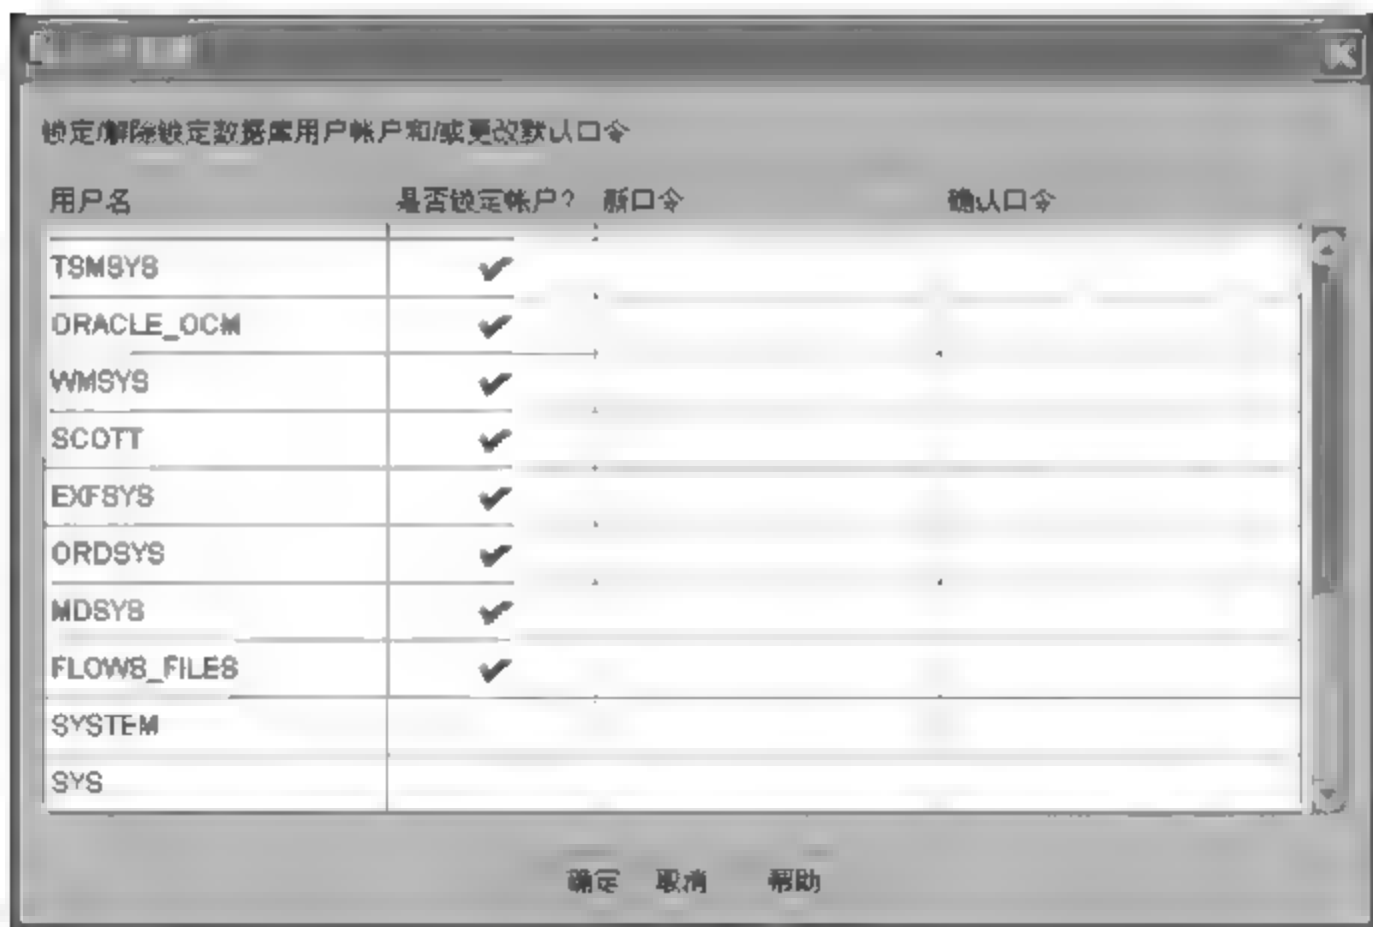 锁定/解除锁定数据库用户帐户和/或更改默认口令
用户名 是否锁定帐户? 新口令 确认口令
TSMSYS
ORACLE_OCM
WMSYS
SCOTT
EXFSYS
ORDSYS
MDSYS
FLOWS_FILES
SYSTEM
SYS
确定 取消 帮助